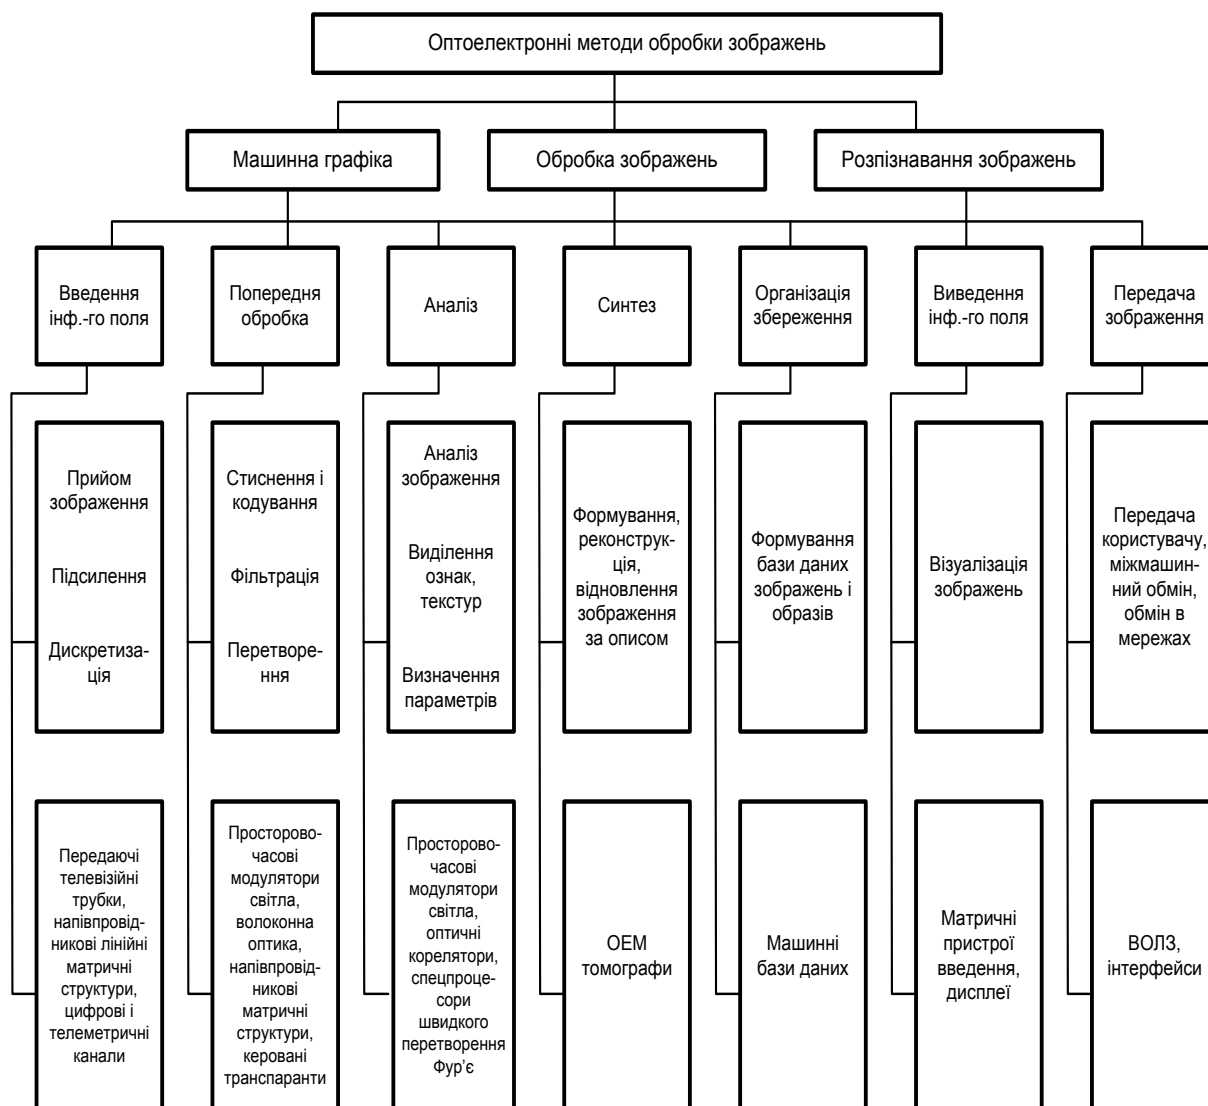 Оптоелектронні методи обробки зображень
Машинна графіка
Обробка зображень
Розпізнавання зображень
Введення
інф.-го поля
Попередня
обробка
Аналіз
Синтез
Організація
збереження
Виведення
інф.-го поля
Передача
зображення
Прийом
зображення
Підсилення
Дискретиза-
ція
Стиснення і
кодування
Фільтрація
Перетворе-
ння
Аналіз
зображення
Виділення
ознак,
текстур
Визначення
параметрів
Формування,
реконструк-
ція,
відновлення
зображення
за описом
Формування
бази даних
зображень і
образів
Візуалізація
зображень
Передача
користувачу,
міжмашин-
ний обмін,
обмін в
мережах
Передаючі
телевізійні
трубки,
напівпровід-
никові лінійні
матричні
структури,
цифрові і
телеметричні
канали
Просторово-
часові
модулятори
світла,
волоконна
оптика,
напівпровід-
никові
матричні
структури,
керовані
транспаранти
Просторово-
часові
модулятори
світла,
оптичні
корелятори,
спецпроце-
сори
швидкого
перетворення
Фур’є
ОЕМ
томографи
Машинні
бази даних
Матричні
пристрої
введення,
дисплеї
ВОЛЗ,
інтерфейси